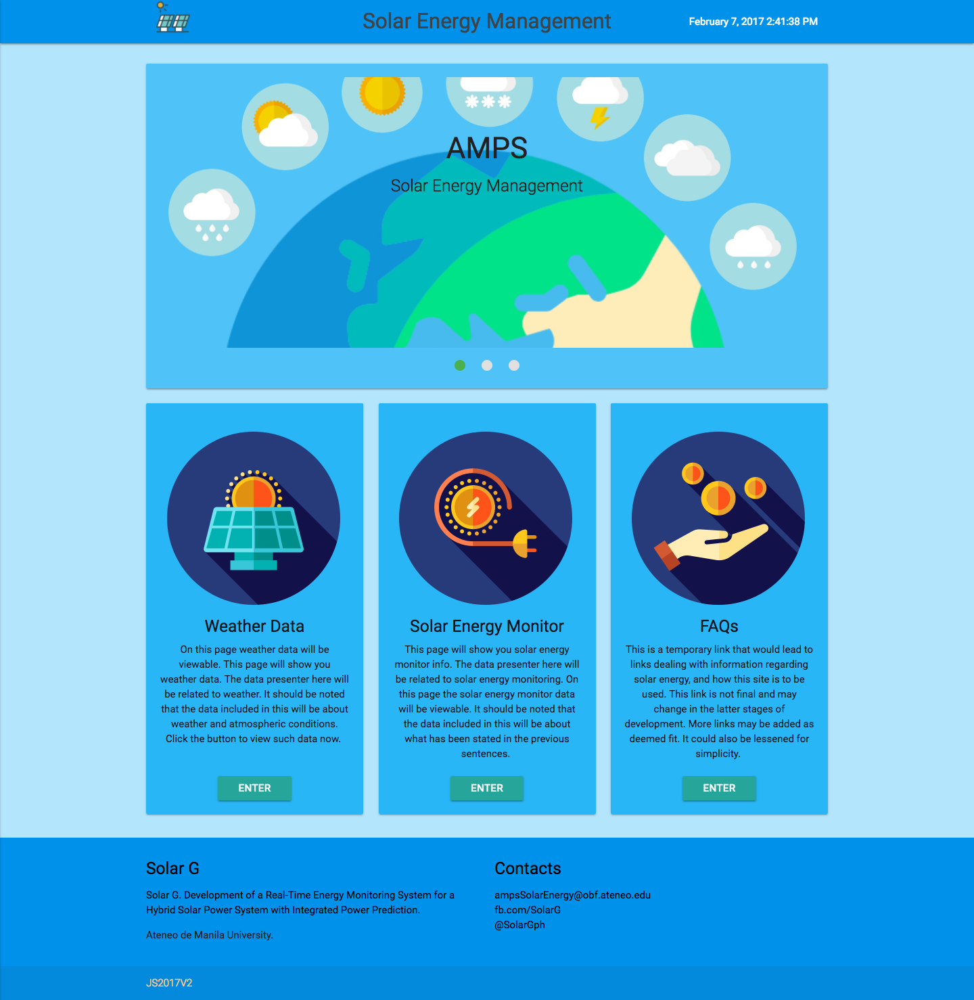 Solar Energy Management
February 7, 2017 2:41:38 PM
AMPS
Solar Energy Management
Weather Data
On this page weather data will be
viewable. This page will show you
weather data. The data presenter here will
be related to weather. It should be noted
that the data included in this will be about
weather and atmospheric conditions.
Click the button to view such data now.
ENTER
Solar Energy Monitor
This page will show you solar energy
monitor info. The data presenter here will
be related to solar energy monitoring. On
this page the solar energy monitor data
will be viewable. It should be noted that
the data included in this will be about
what has been stated in the previous
sentences.
ENTER
FAQs
This is a temporary link that would lead to
links dealing with information regarding
solar energy, and how this site is to be
used. This link is not final and may
change in the latter stages of
development. More links may be added as
deemed fit. It could also be lessened for
simplicity.
ENTER
Solar G
Solar G. Development of a Real-Time Energy Monitoring System for a
Hybrid Solar Power System with Integrated Power Prediction.
Ateneo de Manila University.
Contacts
ampsSolarEnergy@obf.ateneo.edu
fb.com/SolarG
@SolarGph
JS2017V2